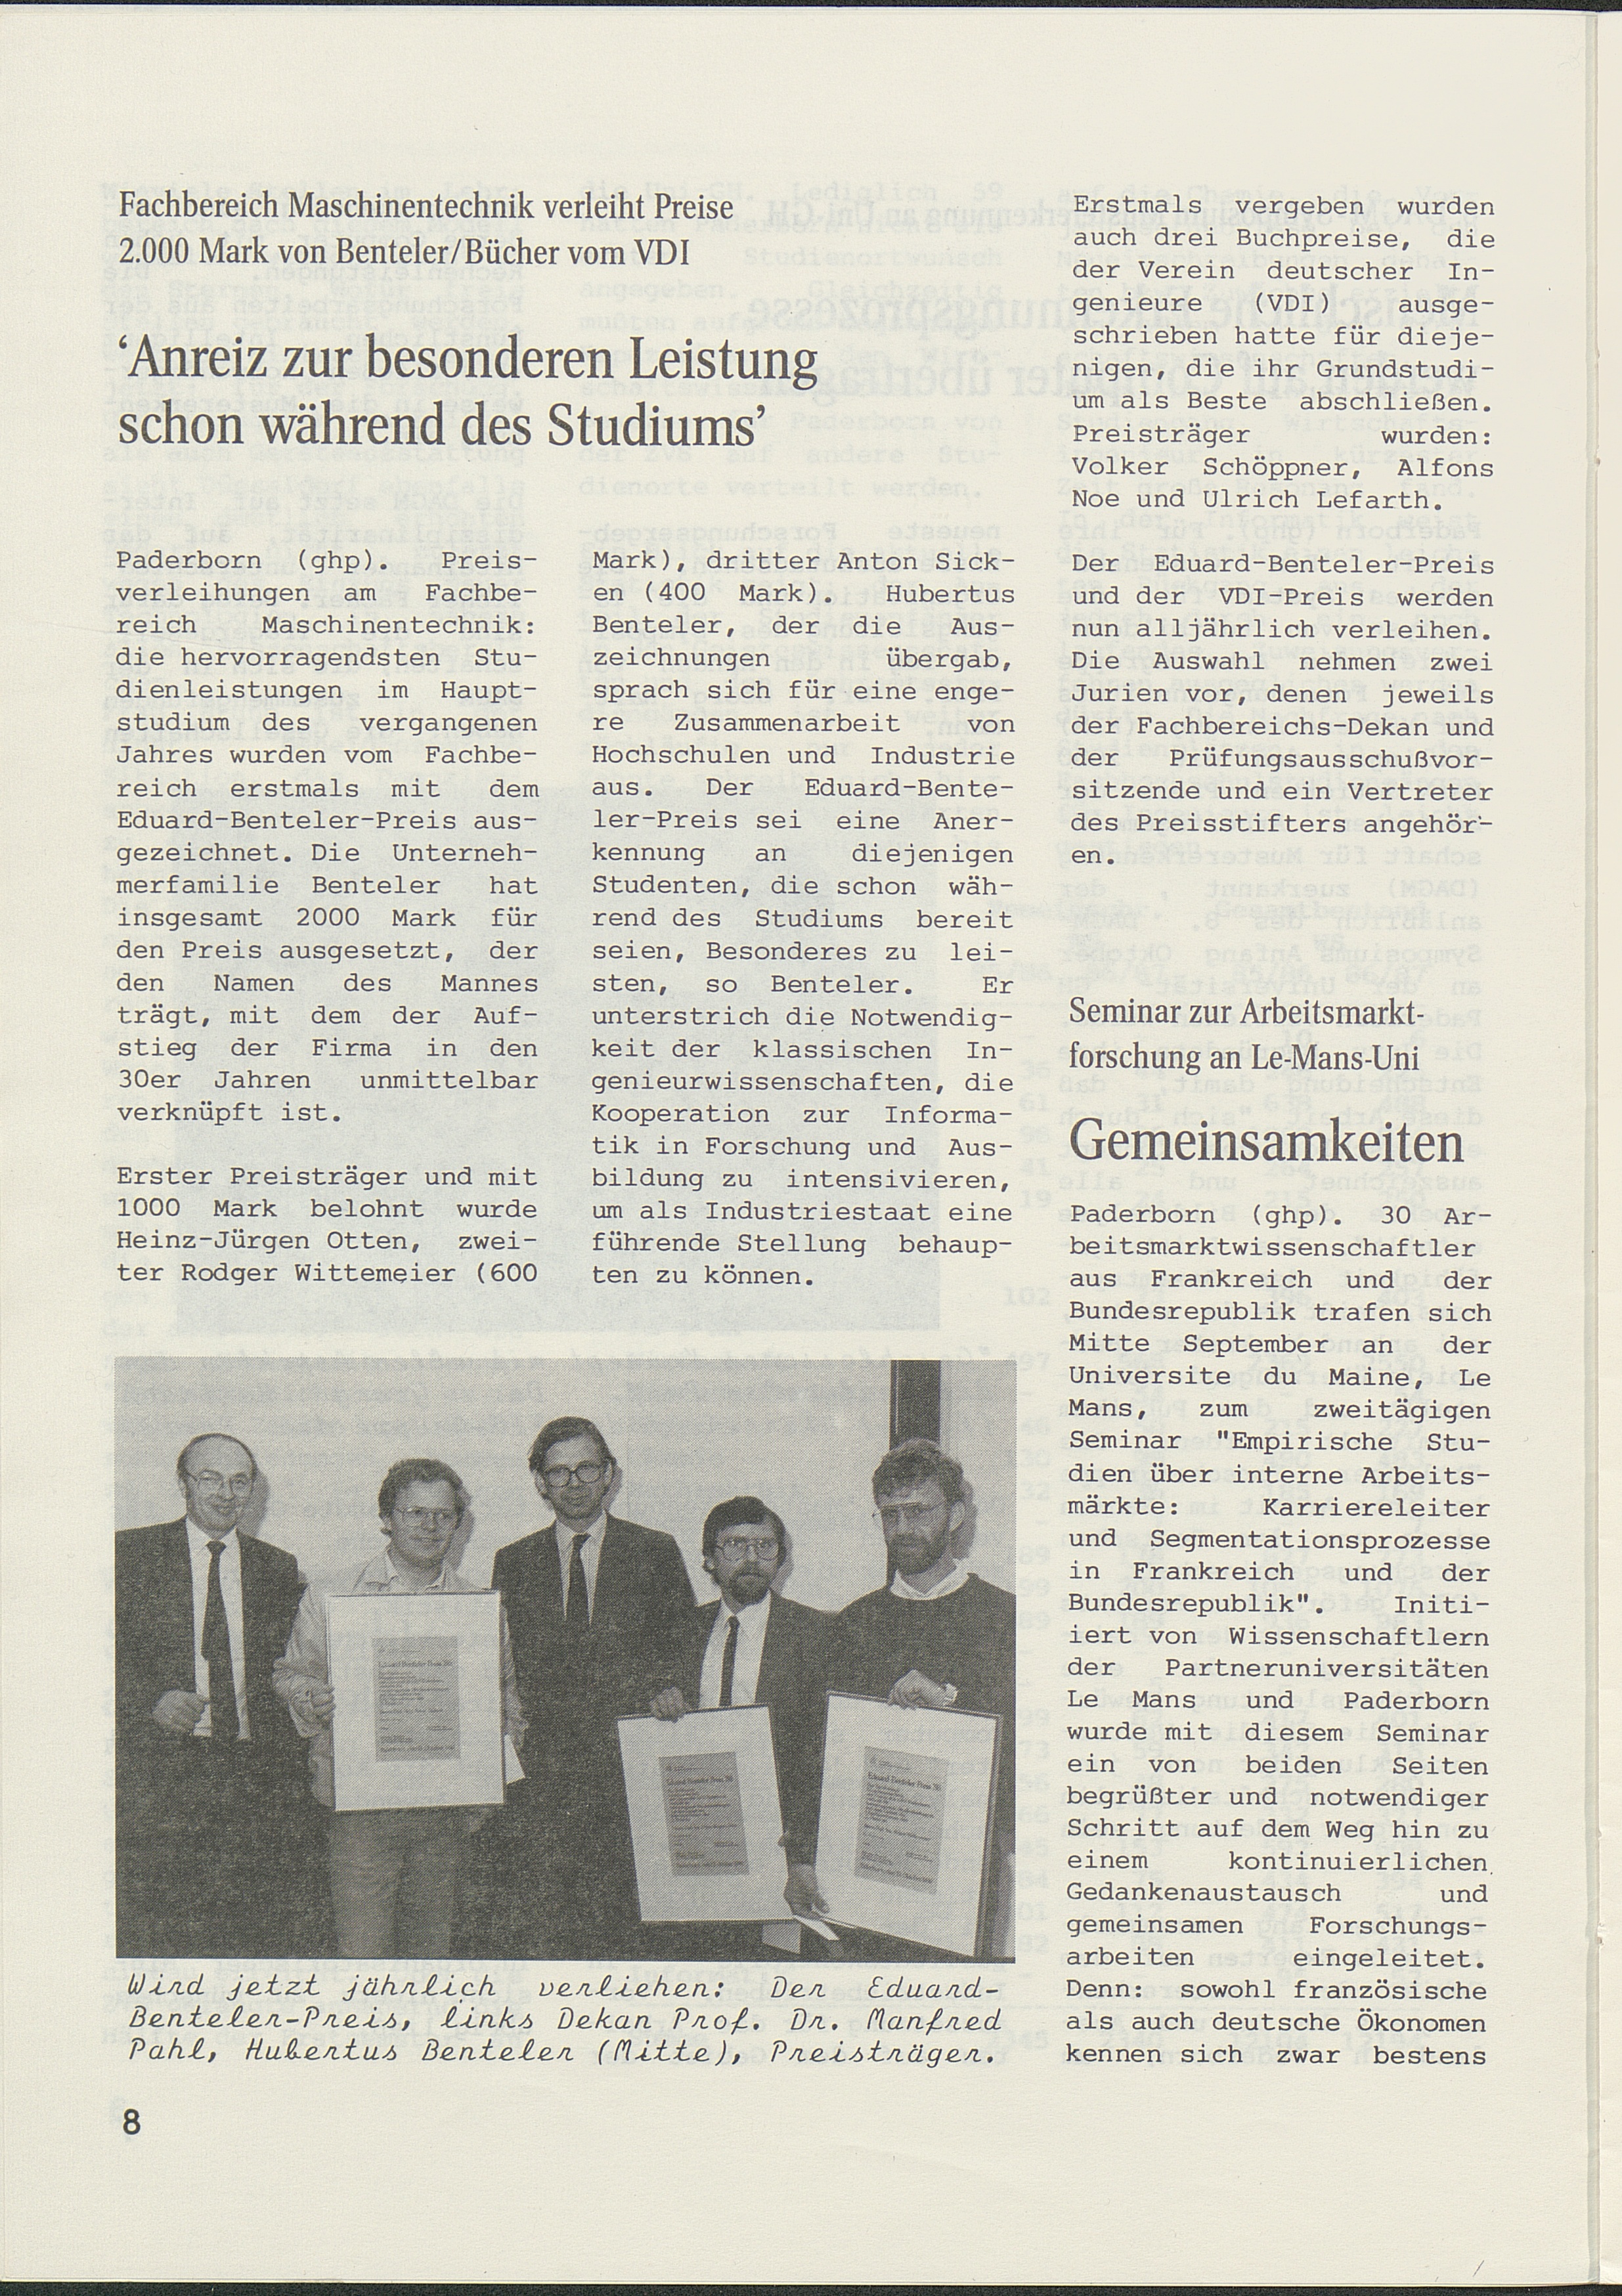 Fachbereich Maschinentechnik verleiht Preise
2.000 Mark von Benteler/Bücher vom VDI
‘Anreiz zur besonderen Leistung
schon während des Studiums’
Paderborn (ghp). Preis-
verleihungen am Fachbe-
reich Maschinentechnik:
die hervorragendsten Stu-
dienleistungen im Haupt-
studium des vergangenen
Jahres wurden vom Fachbe-
reich erstmals mit dem
Eduard-Benteler-Preis aus-
gezeichnet. Die Unterneh-
merfamilie Benteler hat
insgesamt 2000 Mark für
den Preis ausgesetzt, der
den Namen des Mannes
trägt, mit dem der Auf-
stieg der Firma in den
30er Jahren unmittelbar
verknüpft ist.
Erster Preisträger und mit
1000 Mark belohnt wurde
Heinz-Jürgen Otten, zwei-
ter Rodger Wittemeier (600
Mark), dritter Anton Sick-
en (400 Mark). Hubertus
Benteler, der die Aus-
zeichnungen übergab,
sprach sich für eine enge-
re Zusammenarbeit von
Hochschulen und Industrie
aus. Der Eduard-Bente-
ler-Preis sei eine Aner-
kennung an diejenigen
Studenten, die schon wäh-
rend des Studiums bereit
seien, Besonderes zu lei-
sten, so Benteler. Er
unterstrich die Notwendig-
keit der klassischen In-
genieurwissenschaften, die
Kooperation zur Informa-
tik in Forschung und Aus-
bildung zu intensivieren,
um als Industriestaat eine
führende Stellung behaup-
ten zu können.
Erstmals vergeben wurden
auch drei Buchpreise, die
der Verein deutscher In-
genieure (VDI) ausge-
schrieben hatte für dieje-
nigen, die ihr Grundstudi-
um als Beste abschließen.
Preisträger wurden:
Volker Schöppner, Alfons
Noe und Ulrich Lefarth.
Der Eduard-Benteler-Preis
und der VDI-Preis werden
nun alljährlich verleihen.
Die Auswahl nehmen zwei
Jurien vor, denen jeweils
der Fachbereichs-Dekan und
der Prüfungsausschußvor-
sitzende und ein Vertreter
des Preisstifters angehör-
en.
Wird jetzt jährlich verliehen: Der Eduard-
Benteler-Preis, links Dekan Prof. Dr. Manfred
Pahl, Hubertus Benteler (Mitte), Preisträger.
Seminar zur Arbeitsmarkt-
forschung an Le-Mans-Uni
Gemeinsamkeiten
Paderborn (ghp). 30 Ar-
beitsmarktwissenschaftler
aus Frankreich und der
Bundesrepublik trafen sich
Mitte September an der
Universite du Maine, Le
Mans, zum zweitägigen
Seminar "Empirische Stu-
dien über interne Arbeits-
märkte: Karriereleiter
und Segmentationsprozesse
in Frankreich und der
Bundesrepublik". Initi-
iert von Wissenschaftlern
der Partneruniversitäten
Le Mans und Paderborn
wurde mit diesem Seminar
ein von beiden Seiten
begrüßter und notwendiger
Schritt auf dem Weg hin zu
einem kontinuierlichen
Gedankenaustausch und
gemeinsamen Forschungs-
arbeiten eingeleitet.
Denn: sowohl französische
als auch deutsche Ökonomen
kennen sich zwar bestens
8